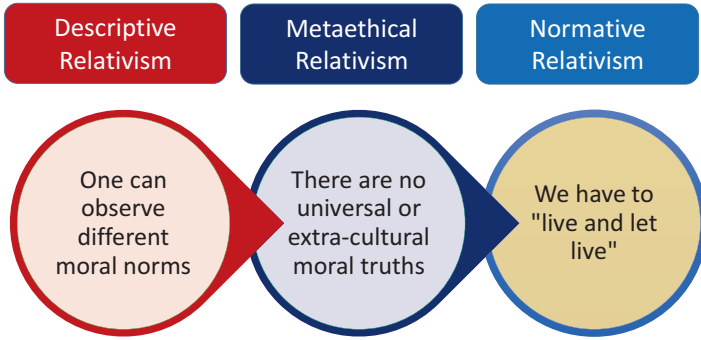 Descriptive
Relativism
Metaethical
Relativism
Normative
Relativism
One can
observe
different
moral norms
There are no
universal or
extra-cultural
moral truths
We have to
"live and let
live"